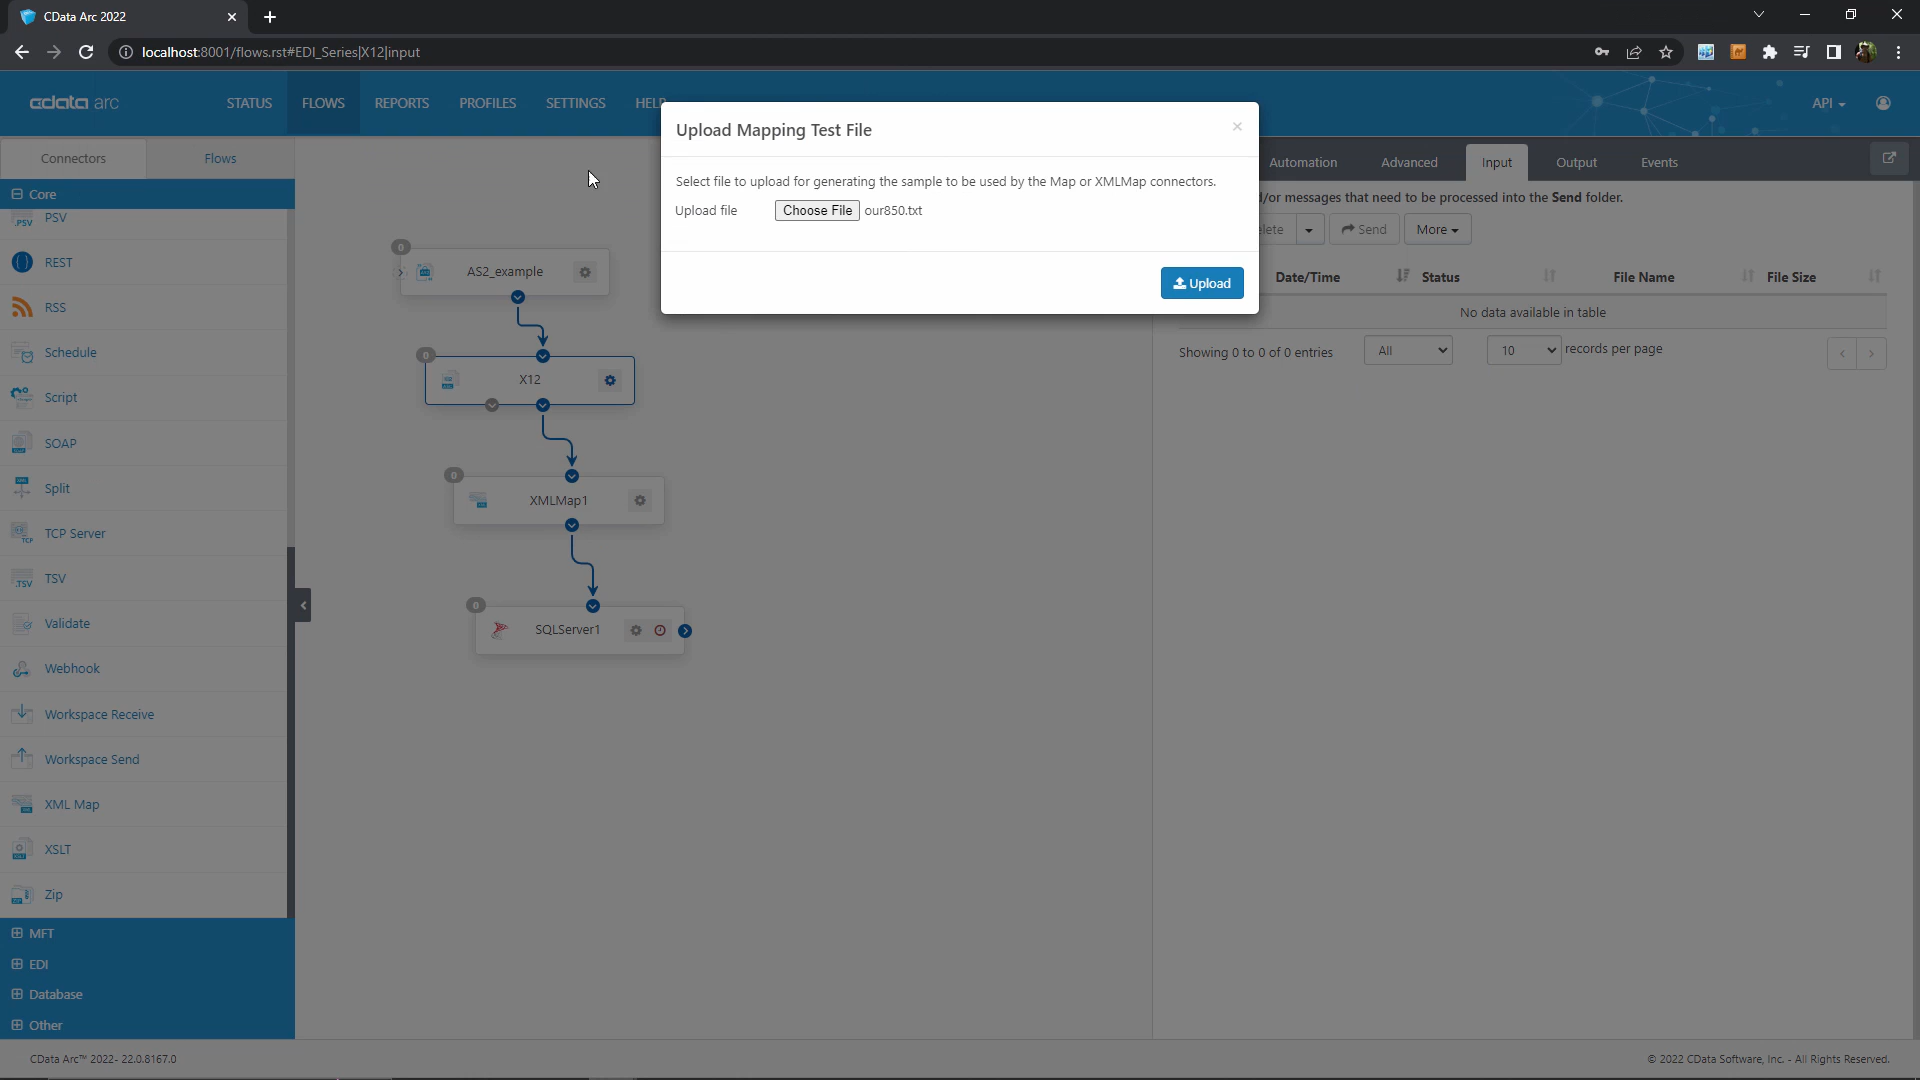 CData Arc 2022
localhost:8001/flows.rst#EDI_Series|X12|input
cdata arc
STATUS
FLOWS
REPORTS
PROFILES
SETTINGS
HELP
API
Upload Mapping Test File
Select file to upload for generating the sample to be used by the Map or XMLMap connectors.
Upload file
Choose File
our850.txt
Upload
Connectors
Flows
Core
PSV
REST
RSS
Schedule
Script
SOAP
Split
TCP Server
TSV
Validate
Webhook
Workspace Receive
Workspace Send
XML Map
XSLT
Zip
MFT
EDI
Database
Other
0
AS2_example
0
X12
0
XMLMap1
0
SQLServer1
Automation
Advanced
Input
Output
Events
/or messages that need to be processed into the Send folder.
lete
Send
More
Date/Time
Status
File Name
File Size
No data available in table
Showing 0 to 0 of 0 entries
All
10
records per page
CData Arc™ 2022- 22.0.8167.0
© 2022 CData Software, Inc. - All Rights Reserved.